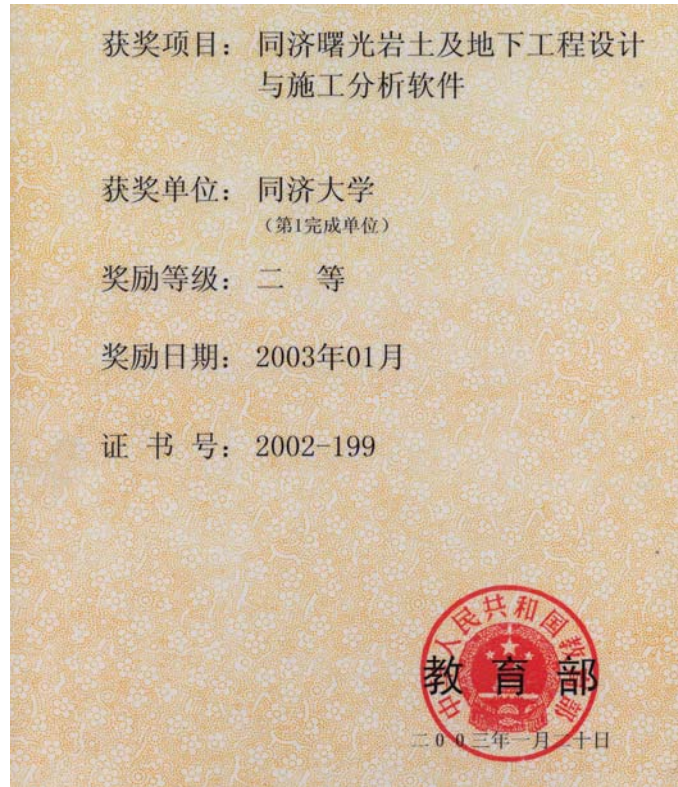 获奖项目： 同济曙光岩土及地下工程设计
与施工分析软件
获奖单位： 同济大学
（第1完成单位）
奖励等级： 二 等
奖励日期： 2003年01月
证 书 号： 2002-199
中华人民共和国教育部
教 育 部
二００三年一月二十日